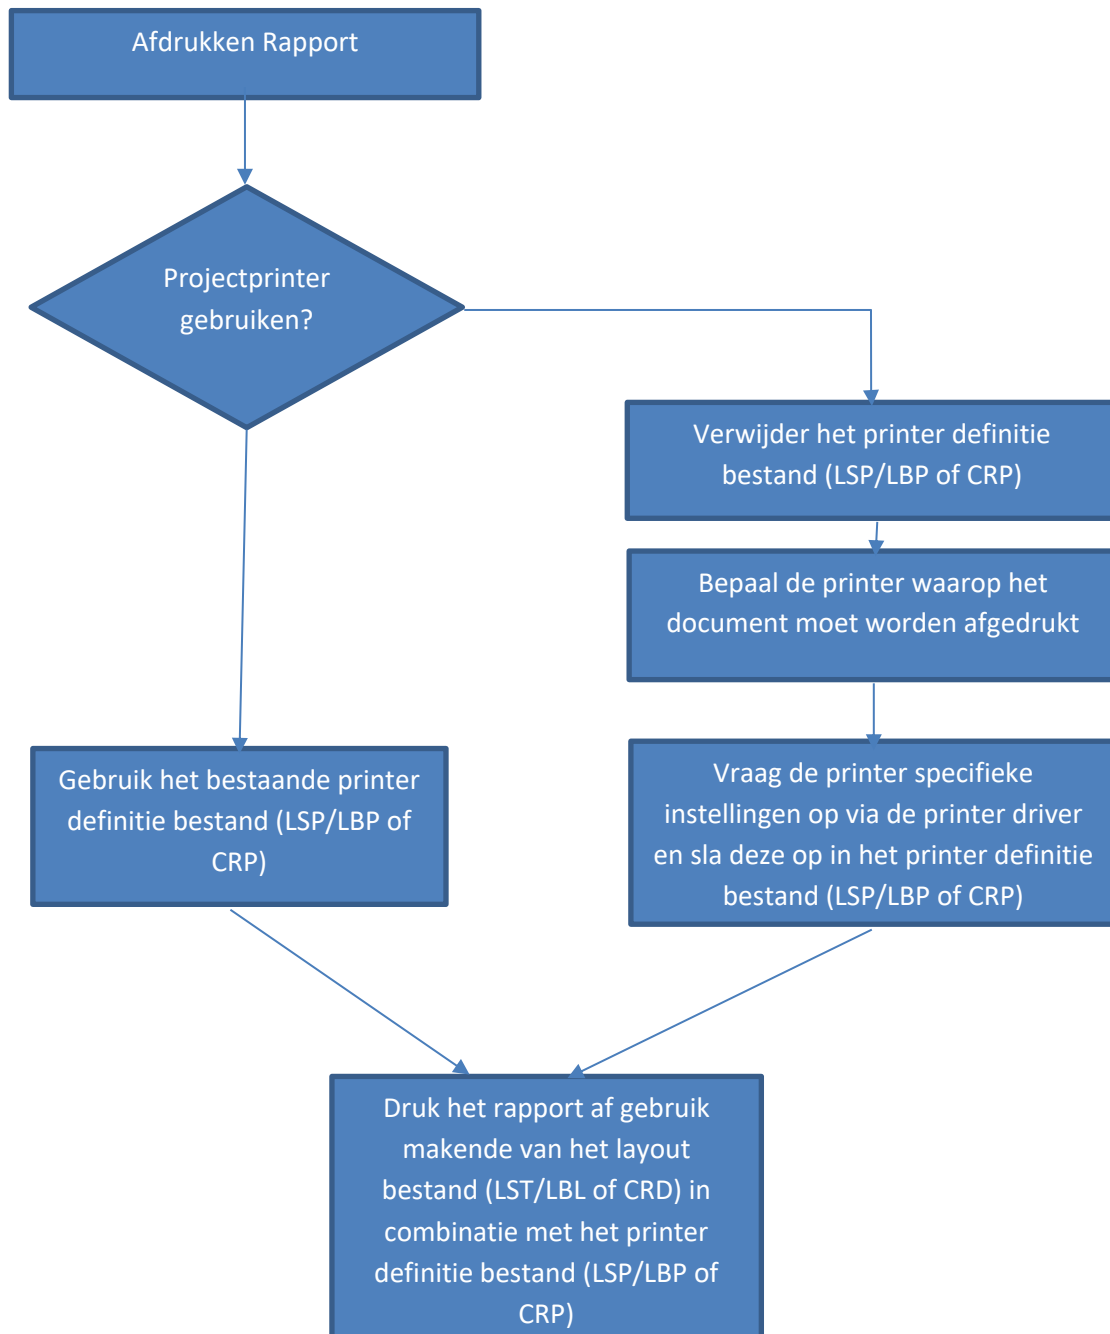 Afdrukken Rapport
Projectprinter
gebruiken?
Verwijder het printer definitie
bestand (LSP/LBP of CRP)
Bepaal de printer waarop het
document moet worden afgedrukt
Gebruik het bestaande printer
definitie bestand (LSP/LBP of
CRP)
Vraag de printer specifieke
instellingen op via de printer driver
en sla deze op in het printer definitie
bestand (LSP/LBP of CRP)
Druk het rapport af gebruik
makende van het layout
bestand (LST/LBL of CRD) in
combinatie met het printer
definitie bestand (LSP/LBP of
CRP)